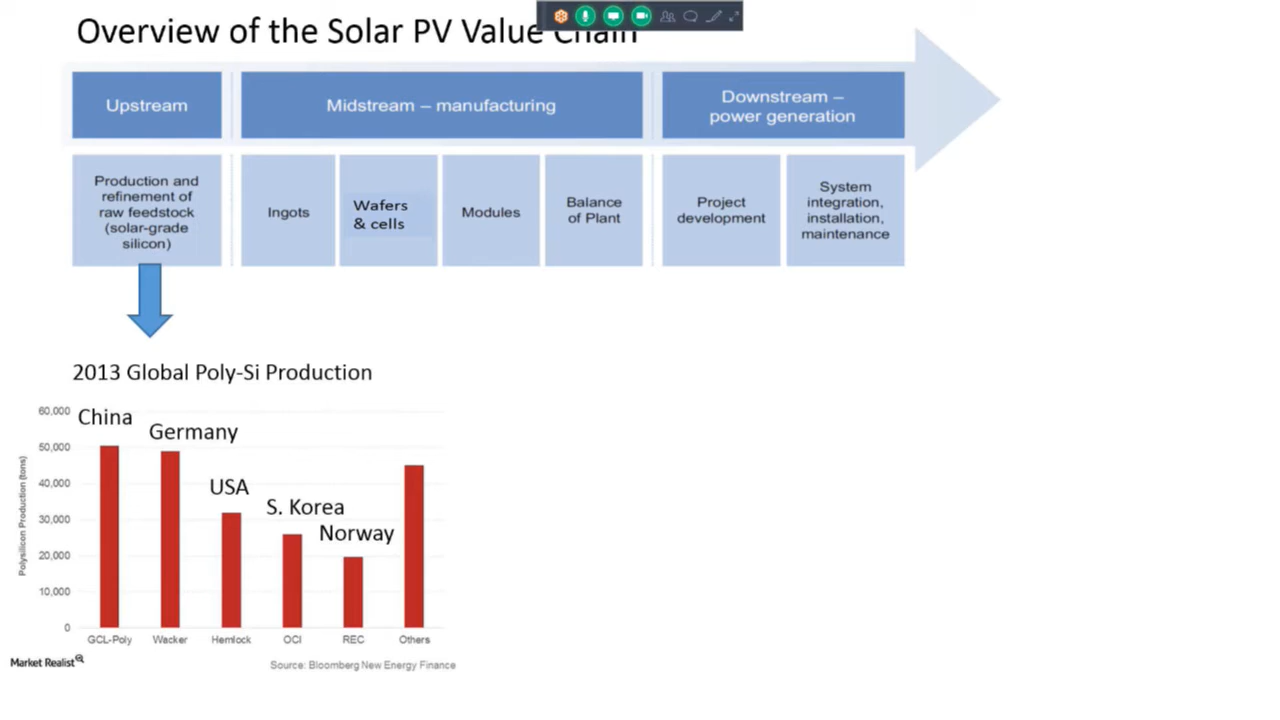 Overview of the Solar PV Value Chain
Upstream
Midstream – manufacturing
Downstream –
power generation
Production and
refinement of
raw feedstock
(solar-grade
silicon)
Ingots
Wafers
& cells
Modules
Balance
of Plant
Project
development
System
integration,
installation,
maintenance
2013 Global Poly-Si Production
Polysilicon Production (tons)
60,000
50,000
40,000
30,000
20,000
10,000
0
China
Germany
USA
S. Korea
Norway
GCL-Poly
Wacker
Hemlock
OCI
REC
Others
Market Realist
Source: Bloomberg New Energy Finance